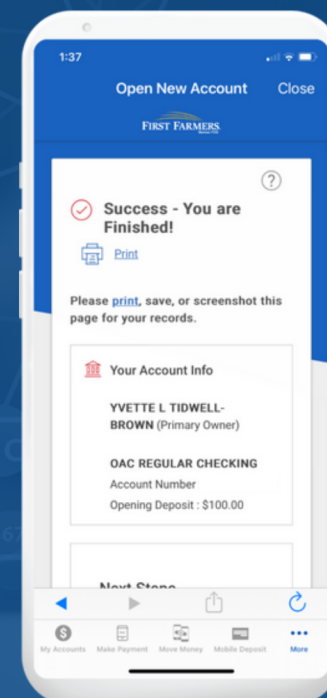 1:37
Open New Account
Close
FIRST FARMERS
Success - You are
Finished!
Print
Please print, save, or screenshot this
page for your records.
Your Account Info
YVETTE L TIDWELL-
BROWN (Primary Owner)
OAC REGULAR CHECKING
Account Number
Opening Deposit : $100.00
Next Steps
My Accounts
Make Payment
Move Money
Mobile Deposit
More